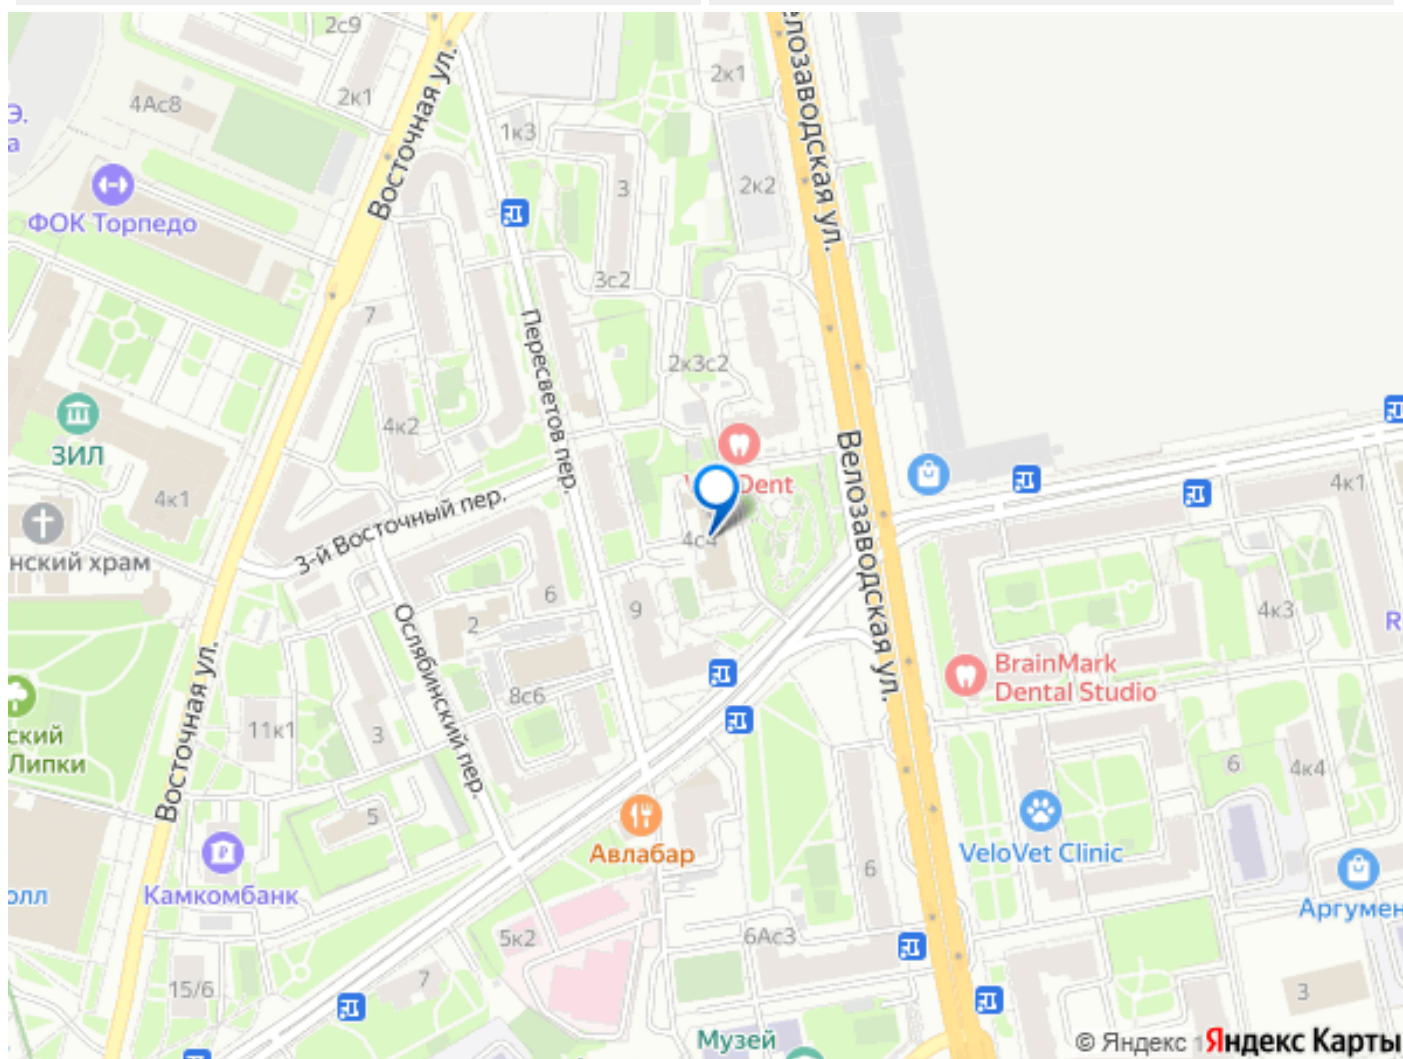 2с9
2к1
4Ас8
2к1
Восточная ул.
Велозаводская ул.
1к3
Э.
а
ФОК Торпедо
3
2к2
3с2
7
Пересветов пер.
2к3с2
4к2
ЗИЛ
4к1
3-й Восточный пер.
Dent
4с4
Велозаводская ул.
4к1
нский храм
6
9
2
Ослябинский пер.
4к3
R
BrainMark
Dental Studio
8с6
Восточная ул.
11к1
3
ский
Липки
6
4к4
5
Авлабар
VeloVet Clinic
Камкомбанк
олл
6
Аргумен
5к2
6Ас3
7
15/6
3
Музей
© Яндекс
Яндекс Карты